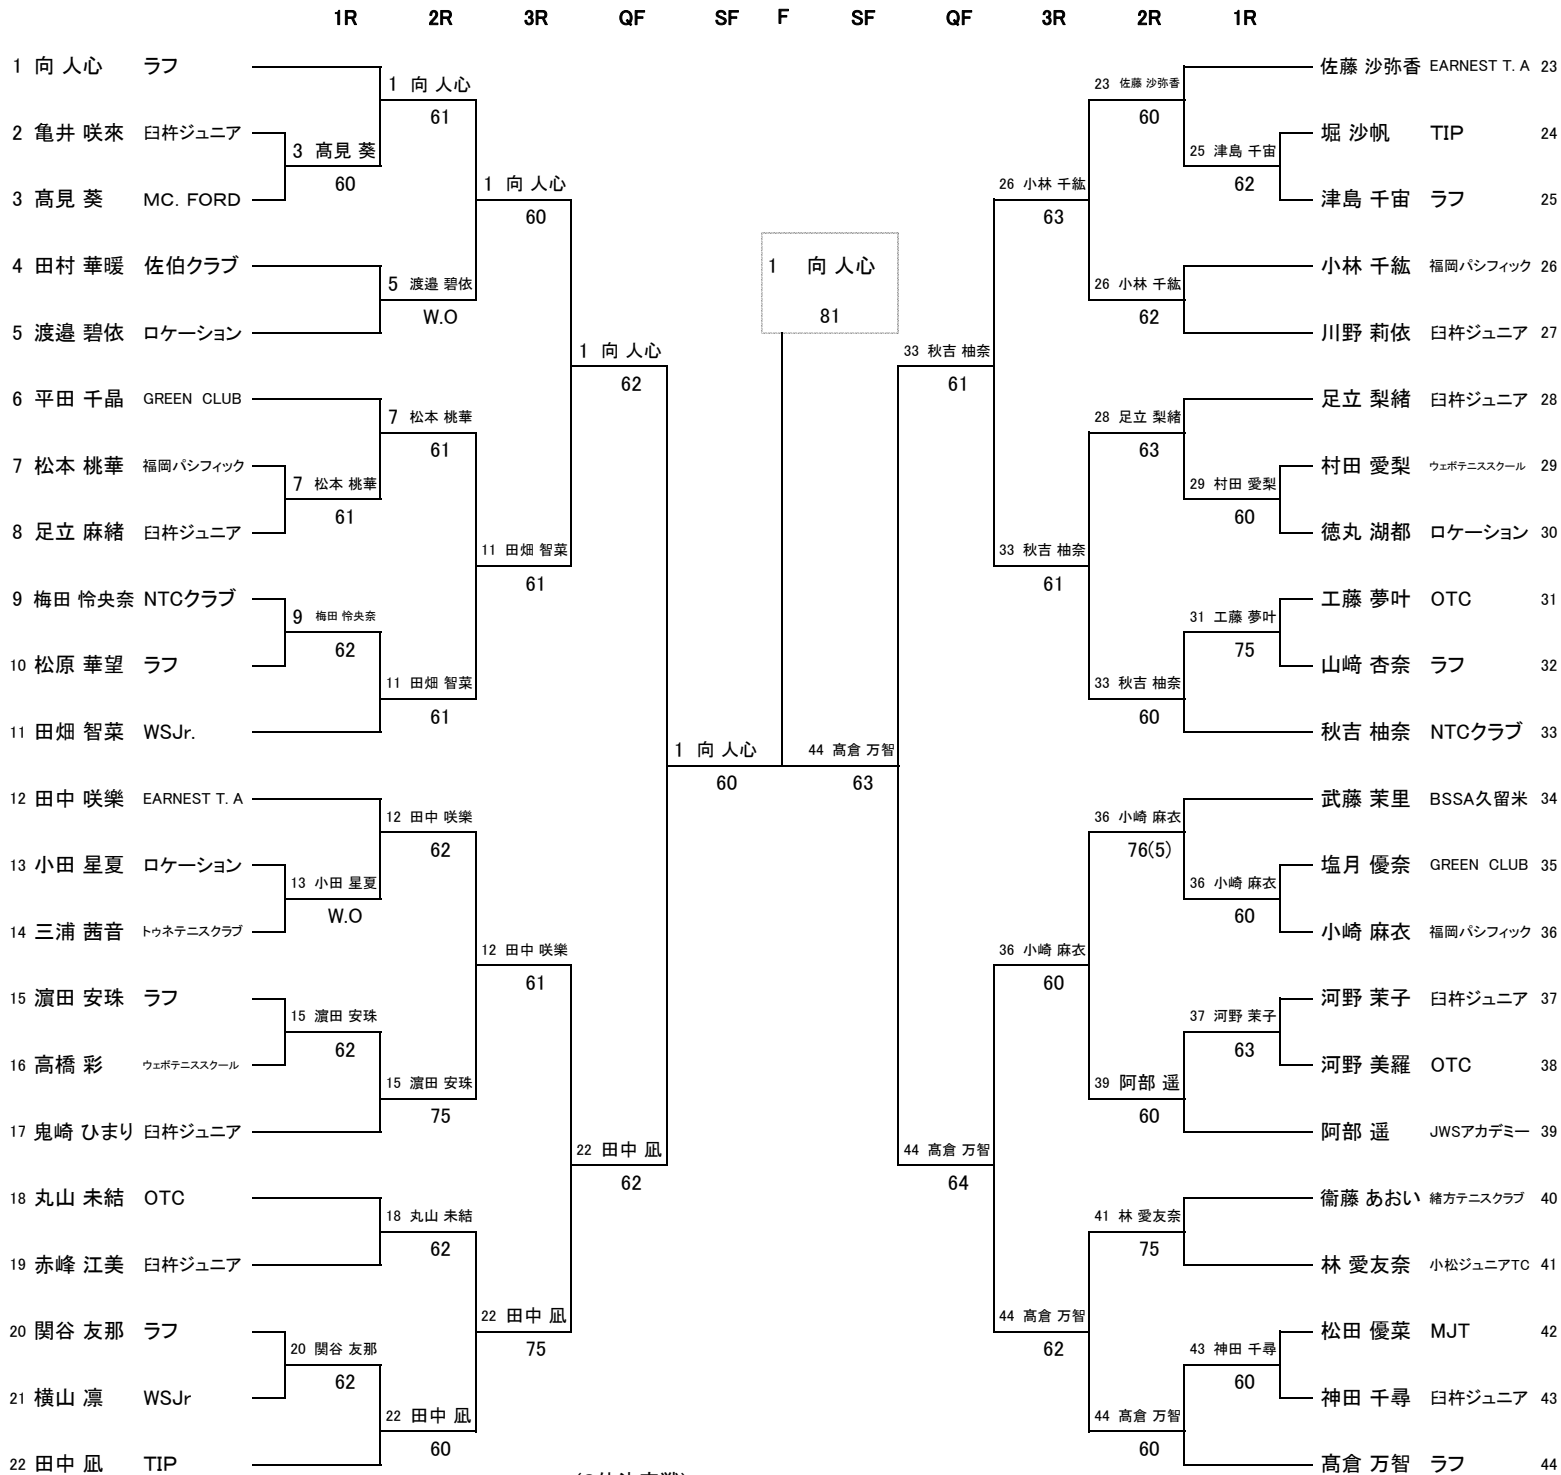 1R 2R 3R QF SF F SF QF 3R 2R 1R
1 向 人心 ラフ
2 亀井 咲來 臼杵ジュニア
3 髙見 葵 MC. FORD
4 田村 華暖 佐伯クラブ
5 渡邉 碧依 ロケーション
6 平田 千晶 GREEN CLUB
7 松本 桃華 福岡パシフィック
8 足立 麻緒 臼杵ジュニア
9 梅田 怜央奈 NTCクラブ
10 松原 華望 ラフ
11 田畑 智菜 WSJr.
12 田中 咲樂 EARNEST T. A
13 小田 星夏 ロケーション
14 三浦 茜音 トゥネテニスクラブ
15 濵田 安珠 ラフ
16 高橋 彩 ウェボテニススクール
17 鬼崎 ひまり 臼杵ジュニア
18 丸山 未結 OTC
19 赤峰 江美 臼杵ジュニア
20 関谷 友那 ラフ
21 横山 凛 WSJr
22 田中 凪 TIP
3 髙見 葵
60
7 松本 桃華
61
9 梅田 怜央奈
62
13 小田 星夏
W.O
15 濵田 安珠
62
20 関谷 友那
62
1 向 人心
61
5 渡邉 碧依
W.O
7 松本 桃華
61
11 田畑 智菜
61
12 田中 咲樂
62
15 濵田 安珠
75
18 丸山 未結
62
22 田中 凪
60
1 向 人心
60
11 田畑 智菜
61
12 田中 咲樂
61
22 田中 凪
75
1 向 人心
62
22 田中 凪
62
1 向 人心
60
1 向 人心
81
44 髙倉 万智
63
33 秋吉 柚奈
61
44 髙倉 万智
64
26 小林 千紘
63
33 秋吉 柚奈
61
36 小崎 麻衣
60
44 髙倉 万智
62
23 佐藤 沙弥香
60
26 小林 千紘
62
28 足立 梨緒
63
33 秋吉 柚奈
60
36 小崎 麻衣
76(5)
39 阿部 遥
60
41 林 愛友奈
75
44 髙倉 万智
60
25 津島 千宙
62
29 村田 愛梨
60
31 工藤 夢叶
75
36 小崎 麻衣
60
37 河野 茉子
63
43 神田 千尋
60
佐藤 沙弥香 EARNEST T. A 23
堀 沙帆 TIP 24
津島 千宙 ラフ 25
小林 千紘 福岡パシフィック 26
川野 莉依 臼杵ジュニア 27
足立 梨緒 臼杵ジュニア 28
村田 愛梨 ウェボテニススクール 29
徳丸 湖都 ロケーション 30
工藤 夢叶 OTC 31
山﨑 杏奈 ラフ 32
秋吉 柚奈 NTCクラブ 33
武藤 茉里 BSSA久留米 34
塩月 優奈 GREEN CLUB 35
小崎 麻衣 福岡パシフィック 36
河野 茉子 臼杵ジュニア 37
河野 美羅 OTC 38
阿部 遥 JWSアカデミー 39
衞藤 あおい 緒方テニスクラブ 40
林 愛友奈 小松ジュニアTC 41
松田 優菜 MJT 42
神田 千尋 臼杵ジュニア 43
髙倉 万智 ラフ 44